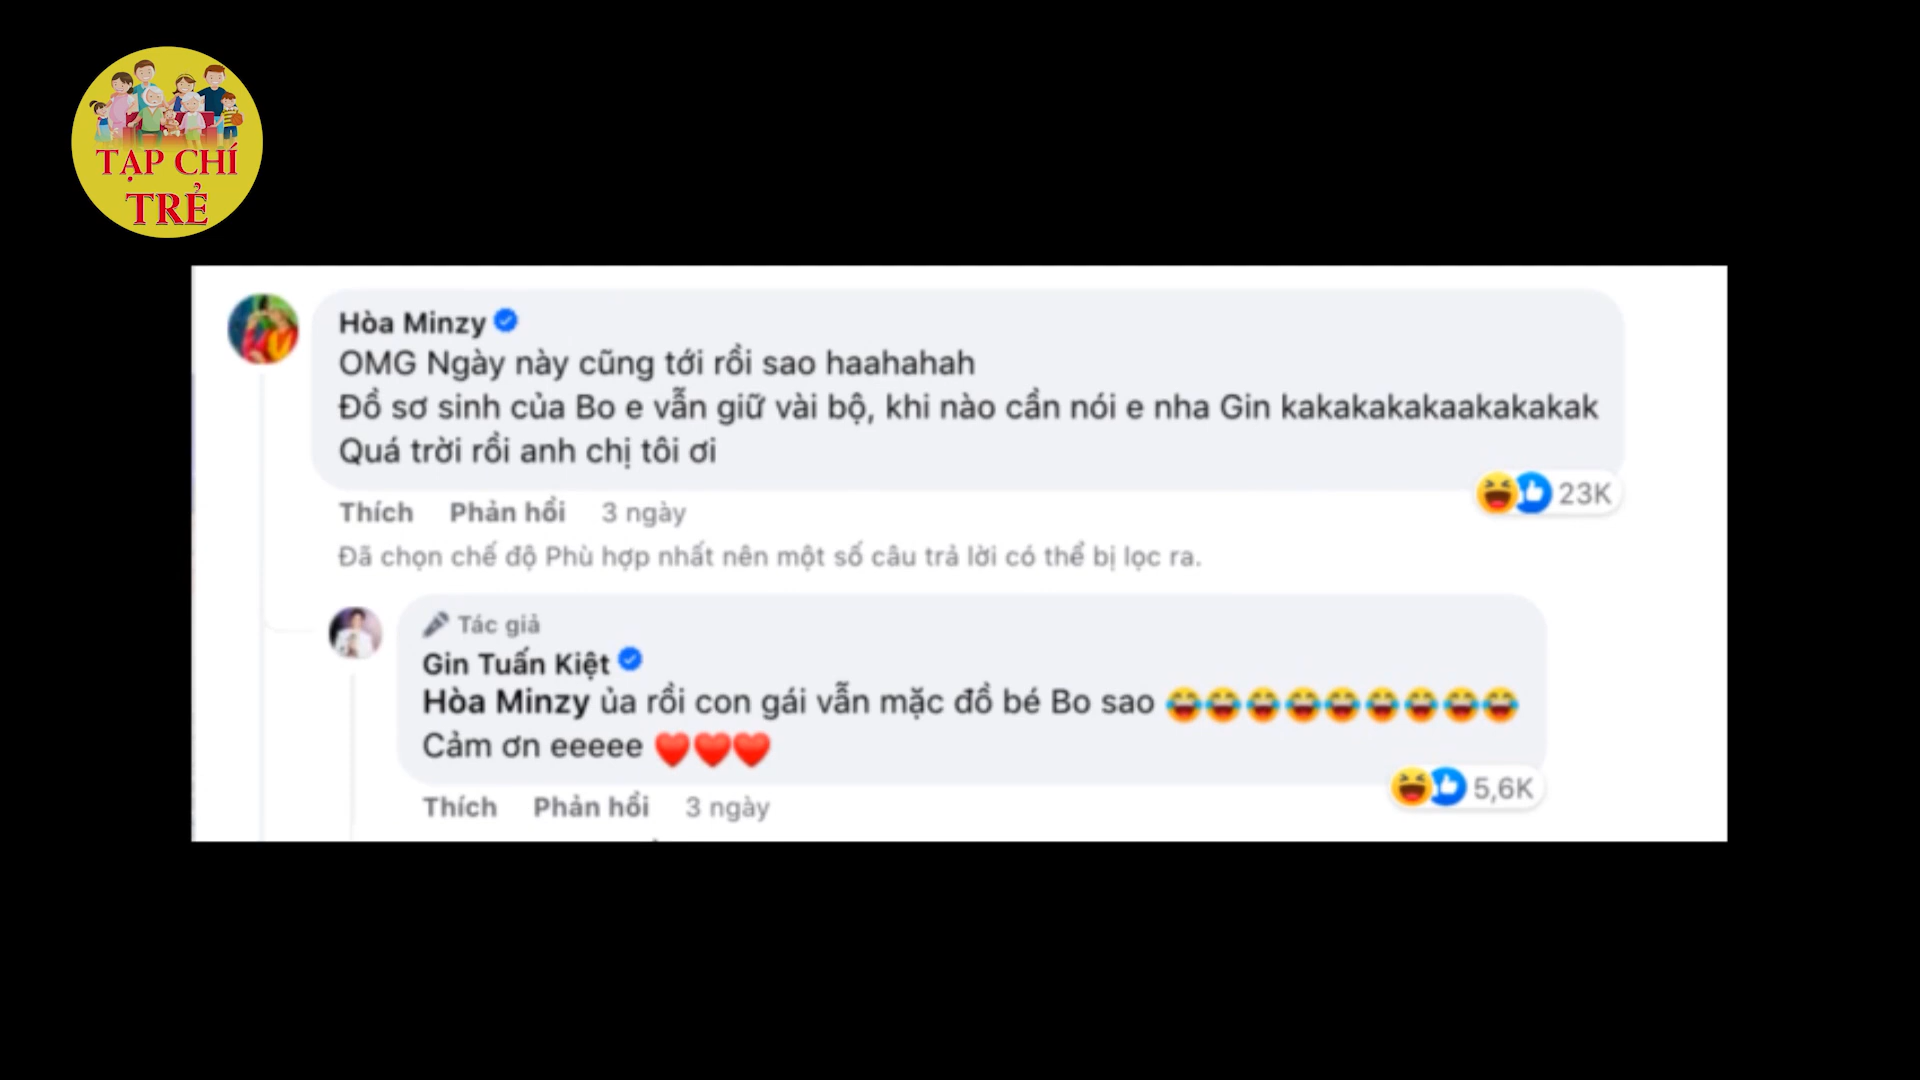 TẠP CHÍ
TRẺ
Hòa Minzy
OMG Ngày này cũng tới rồi sao haahahah
Đồ sơ sinh của Bo e vẫn giữ vài bộ, khi nào cần nói e nha Gin kakakakakaakakakak
Quá trời rồi anh chị tôi ơi
23K
Thích Phản hồi 3 ngày
Đã chọn chế độ Phù hợp nhất nên một số câu trả lời có thể bị lọc ra.
Tác giả
Gin Tuấn Kiệt
Hòa Minzy ủa rồi con gái vẫn mặc đồ bé Bo sao 😂😂😂😂😂😂😂😂😂
Cảm ơn eeeee ❤️❤️❤️
5,6K
Thích Phản hồi 3 ngày